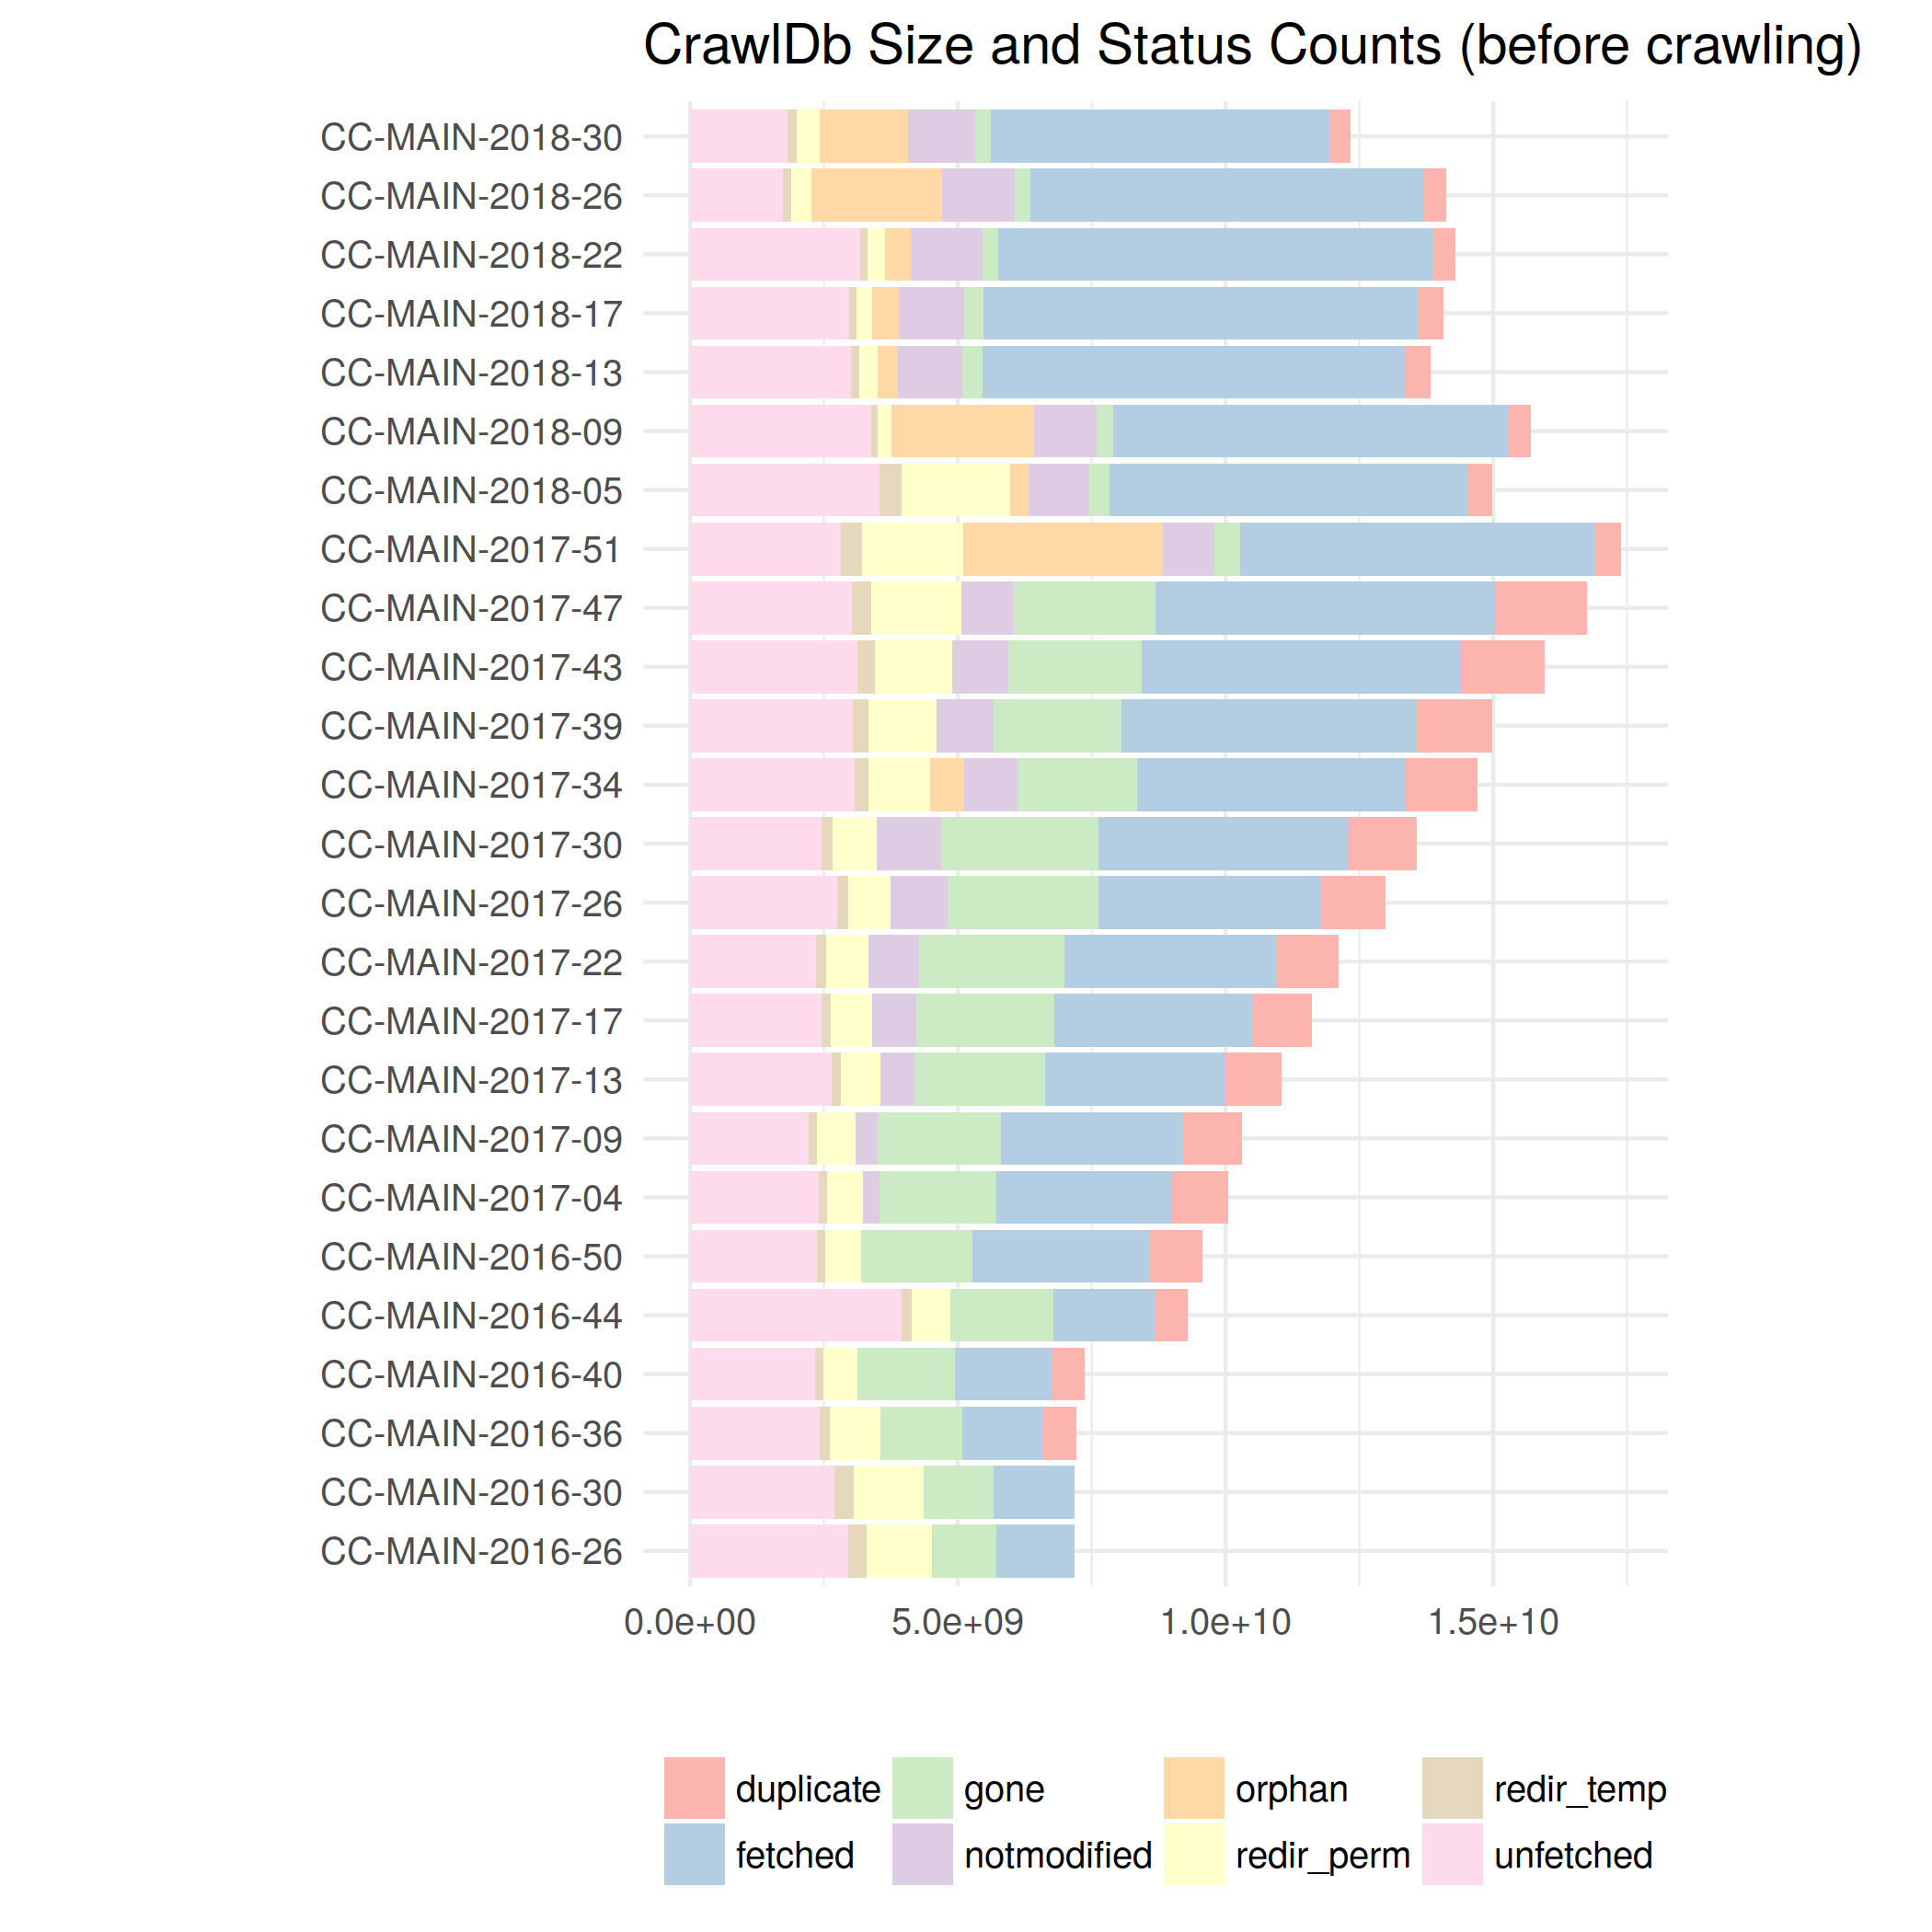 CrawlDb Size and Status Counts (before crawling)
CC-MAIN-2018-30
CC-MAIN-2018-26
CC-MAIN-2018-22
CC-MAIN-2018-17
CC-MAIN-2018-13
CC-MAIN-2018-09
CC-MAIN-2018-05
CC-MAIN-2017-51
CC-MAIN-2017-47
CC-MAIN-2017-43
CC-MAIN-2017-39
CC-MAIN-2017-34
CC-MAIN-2017-30
CC-MAIN-2017-26
CC-MAIN-2017-22
CC-MAIN-2017-17
CC-MAIN-2017-13
CC-MAIN-2017-09
CC-MAIN-2017-04
CC-MAIN-2016-50
CC-MAIN-2016-44
CC-MAIN-2016-40
CC-MAIN-2016-36
CC-MAIN-2016-30
CC-MAIN-2016-26
0.0e+00 5.0e+09 1.0e+10 1.5e+10
duplicate gone orphan redir_temp
fetched notmodified redir_perm unfetched